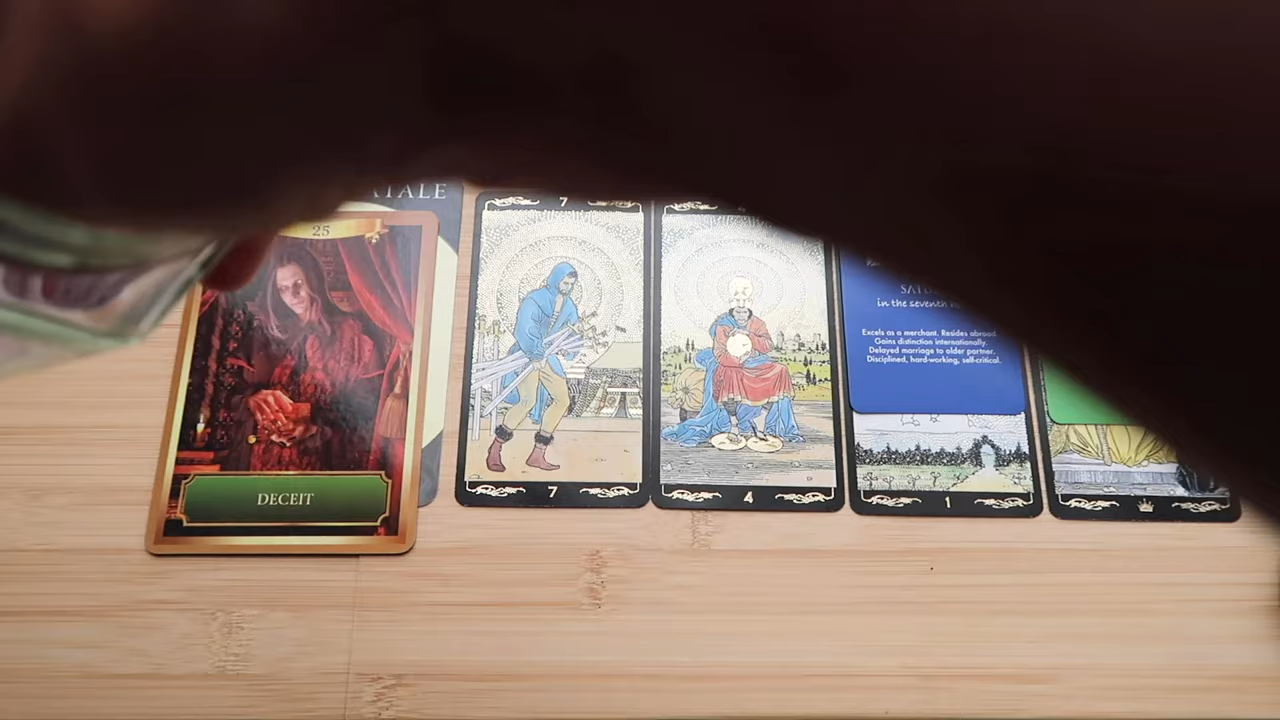 25
DECEIT
7
7
4
in the seventh
Excels as a merchant. Resides abroad.
Gains distinction internationally.
Delayed marriage to older partner.
Disciplined, hard-working, self-critical.
1